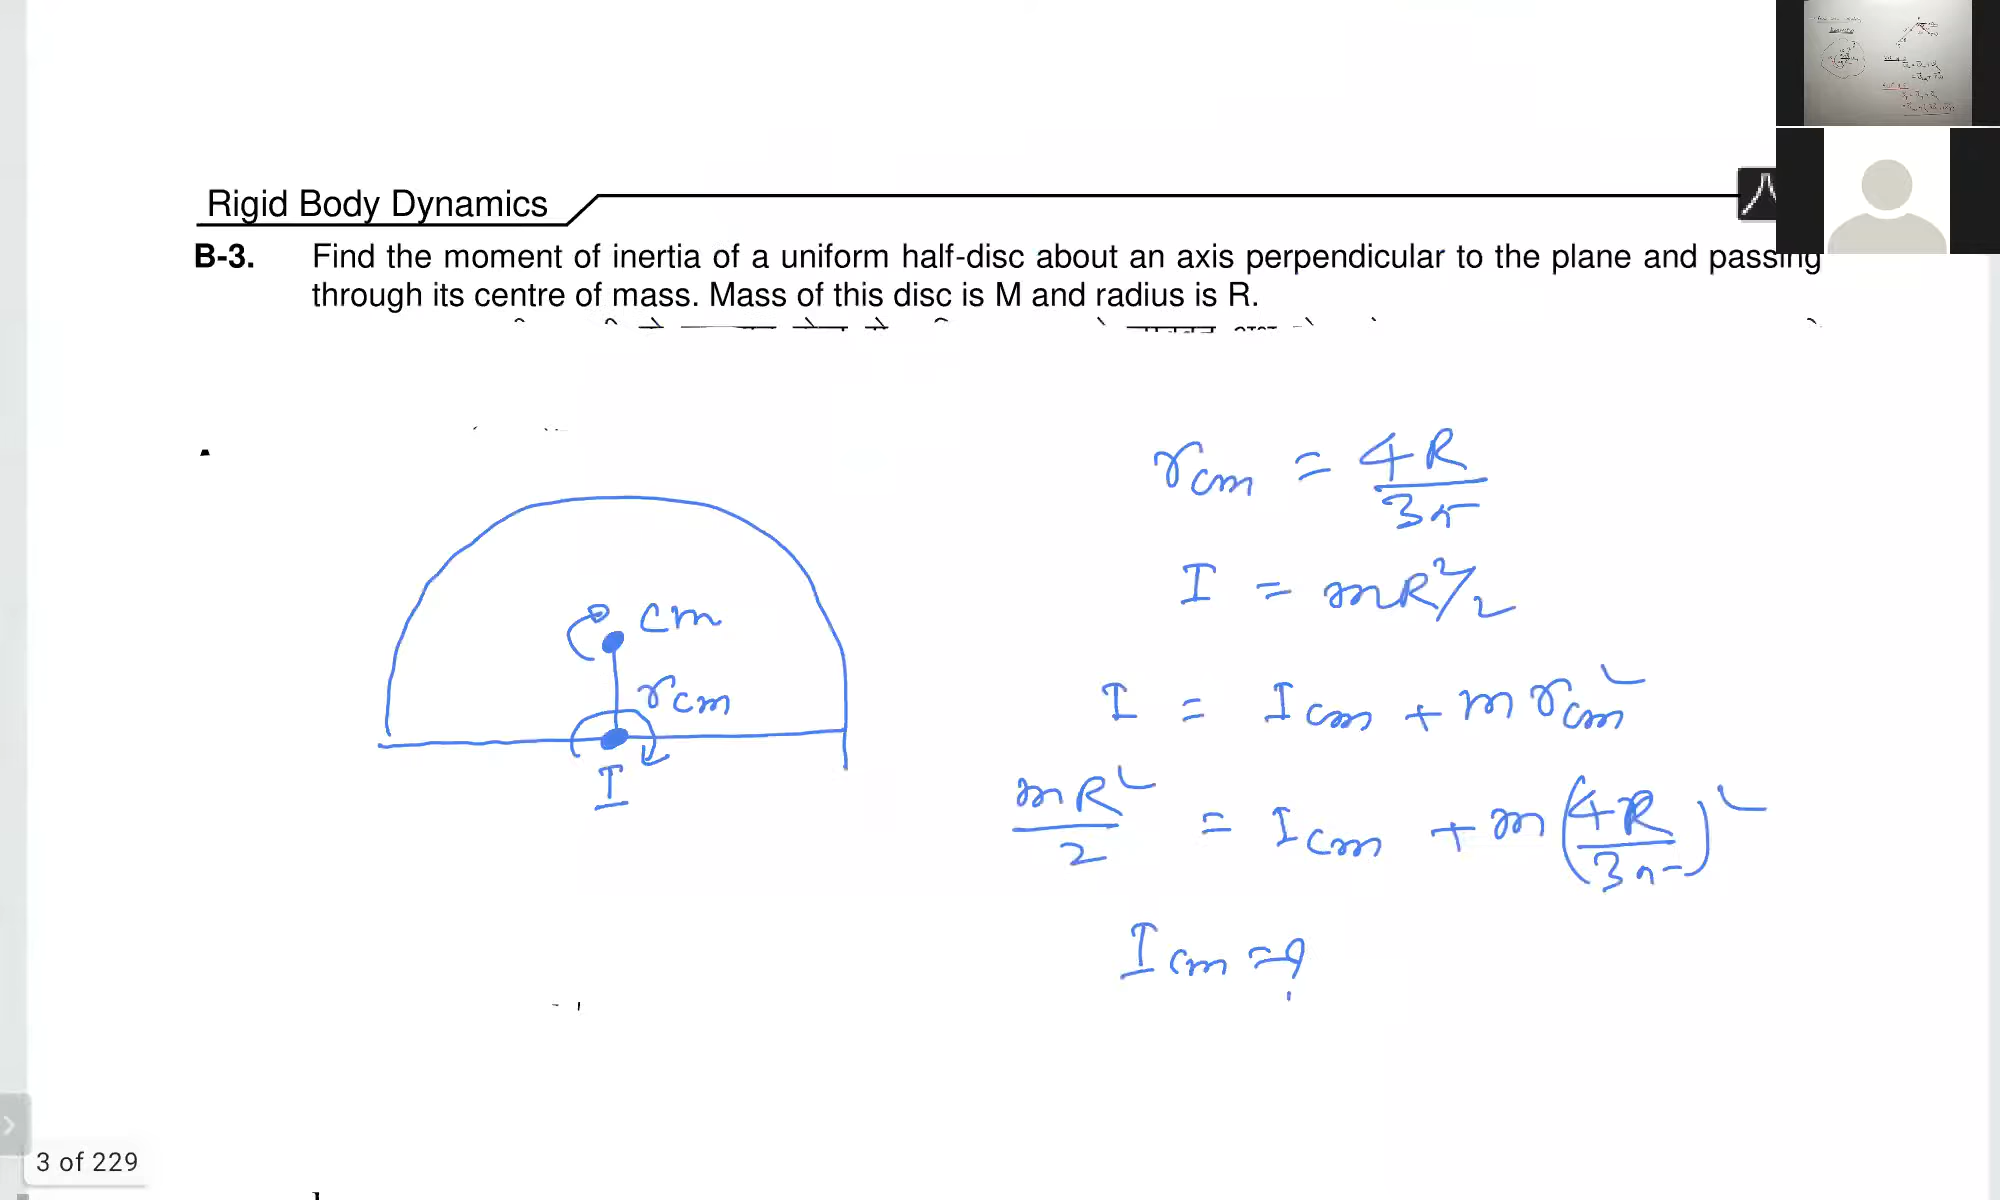 Rigid Body Dynamics
B-3. Find the moment of inertia of a uniform half-disc about an axis perpendicular to the plane and passing
through its centre of mass. Mass of this disc is M and radius is R.
cm
rcm
I
rcm = 4R/3π
I = mR²/2
I = Icm + m rcm²
mR²/2 = Icm + m(4R/3π)²
Icm = ?
3 of 229